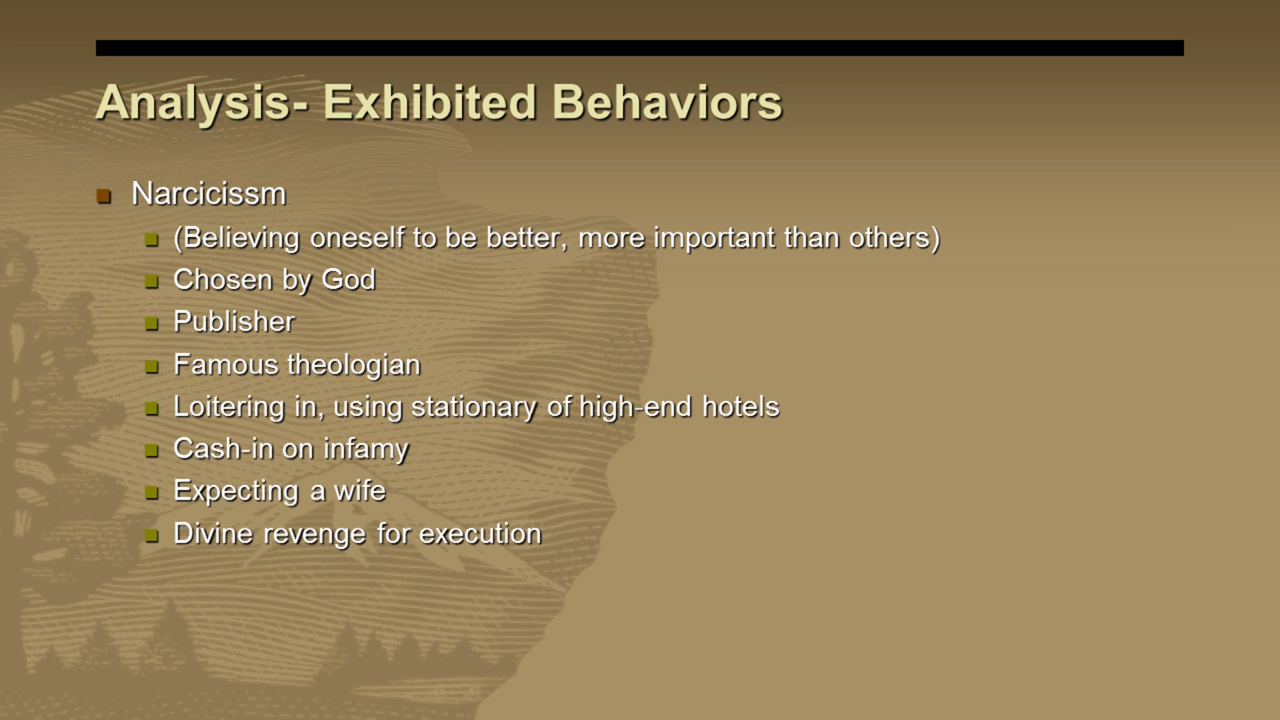 Analysis- Exhibited Behaviors
Narcicissm
(Believing oneself to be better, more important than others)
Chosen by God
Publisher
Famous theologian
Loitering in, using stationary of high-end hotels
Cash-in on infamy
Expecting a wife
Divine revenge for execution